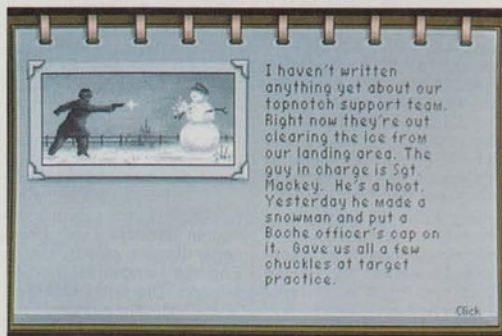 I haven't written
anything yet about our
topnotch support team.
Right now they're out
clearing the ice from
our landing area. The
guy in charge is Sgt.
Mackey. He's a hoot.
Yesterday he made a
snowman and put a
Boche officer's cap on
it. Gave us all a few
chuckles at target
practice.
Click